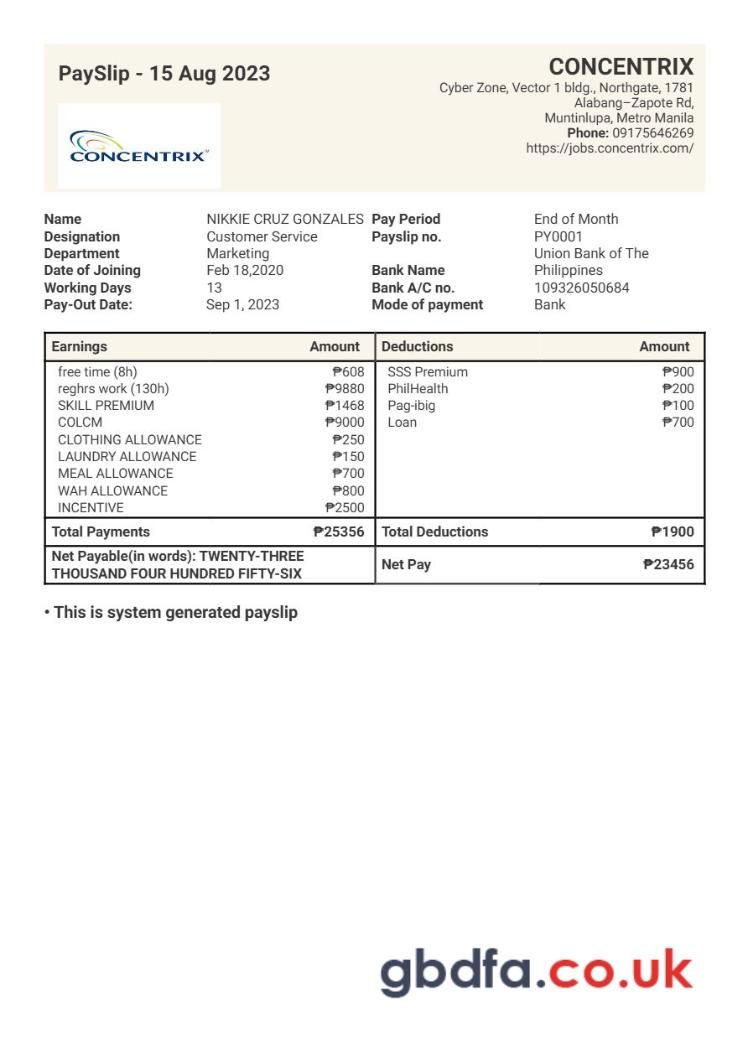 PaySlip - 15 Aug 2023
CONCENTRIX
CONCENTRIX
Cyber Zone, Vector 1 bldg., Northgate, 1781
Alabang–Zapote Rd,
Muntinlupa, Metro Manila
Phone: 09175646269
https://jobs.concentrix.com/
Name NIKKIE CRUZ GONZALES Pay Period End of Month
Designation Customer Service Payslip no. PY0001
Department Marketing Union Bank of The
Date of Joining Feb 18,2020 Bank Name Philippines
Working Days 13 Bank A/C no. 109326050684
Pay-Out Date: Sep 1, 2023 Mode of payment Bank
Earnings Amount Deductions Amount
free time (8h) ₱608 SSS Premium ₱900
reghrs work (130h) ₱9880 PhilHealth ₱200
SKILL PREMIUM ₱1468 Pag-ibig ₱100
COLCM ₱9000 Loan ₱700
CLOTHING ALLOWANCE ₱250
LAUNDRY ALLOWANCE ₱150
MEAL ALLOWANCE ₱700
WAH ALLOWANCE ₱800
INCENTIVE ₱2500
Total Payments ₱25356 Total Deductions ₱1900
Net Payable(in words): TWENTY-THREE
THOUSAND FOUR HUNDRED FIFTY-SIX
Net Pay ₱23456
• This is system generated payslip
gbdfa.co.uk